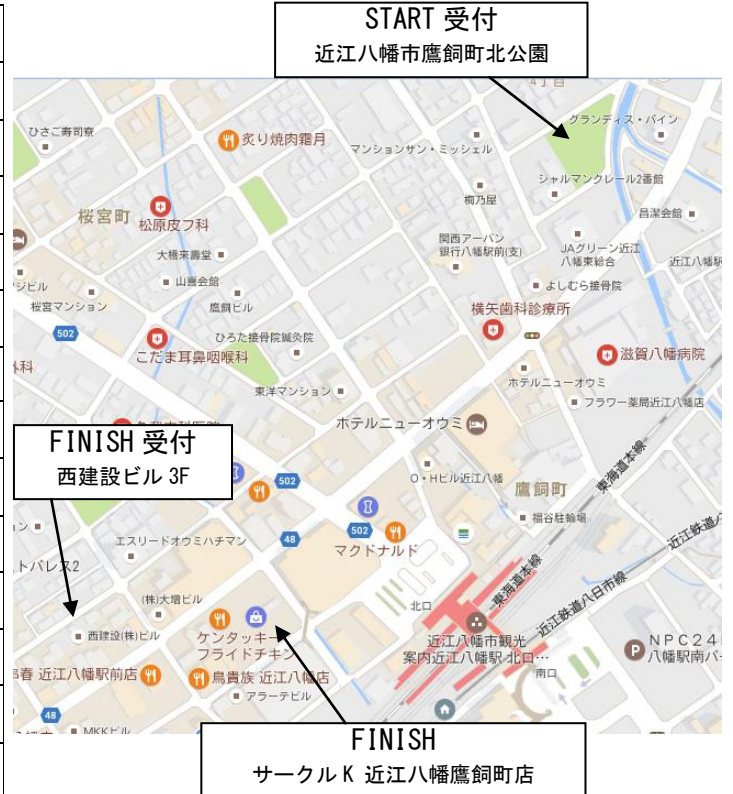 START 受付
近江八幡市鷹飼町北公園
4丁目
グランディス・パイン
ひさご寿司寮
炙り焼肉霜月
マンションサン・ミッシェル
シャルマンクレール2番館
梅乃屋
桜宮町
松原皮フ科
昌潔会館
大橋来壽堂
関西アーバン
銀行八幡駅前(支)
JAグリーン近江
八幡東総合
近江八幡駅
山喜会館
よしむら接骨院
ジビル
桜宮マンション
鷹飼ビル
横矢歯科診療所
502
ひろた接骨院鍼灸院
こだま耳鼻咽喉科
滋賀八幡病院
外科
ホテルニューオウミ
東洋マンション
フラワー薬局近江八幡店
ホテルニューオウミ
FINISH 受付
西建設ビル 3F
東海道本線
O・Hビル近江八幡
502
鷹飼町
福谷駐輪場
502
エスリードオウミハチマン
48
マクドナルド
近江鉄道八
トパレス2
東海道本線
近江鉄道八日市線
(株)大増ビル
北口
西建設(株)ビル
ケンタッキー
フライドチキン
近江八幡市観光
案内近江八幡駅北口…
NPC24
八幡駅南パー
春 近江八幡駅前店
鳥貴族 近江八幡店
南口
アラーテビル
48
MKKビル
FINISH
サークルK 近江八幡鷹飼町店